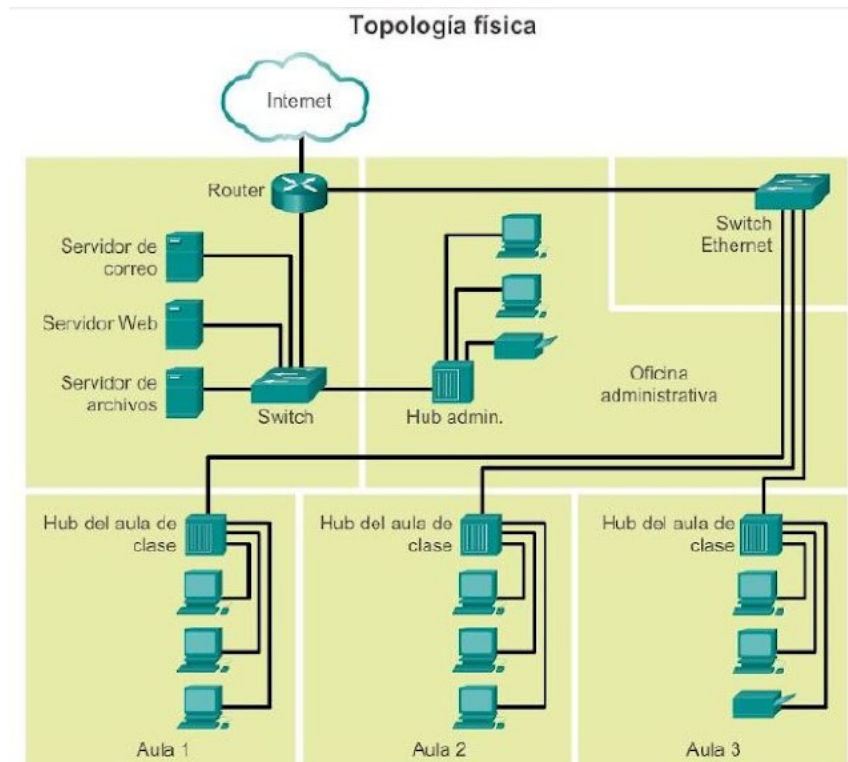 Topología física
Internet
Router
Switch
Ethernet
Servidor de
correo
Servidor Web
Servidor de
archivos
Switch
Hub admin.
Oficina
administrativa
Hub del aula de
clase
Hub del aula de
clase
Hub del aula de
clase
Aula 1
Aula 2
Aula 3